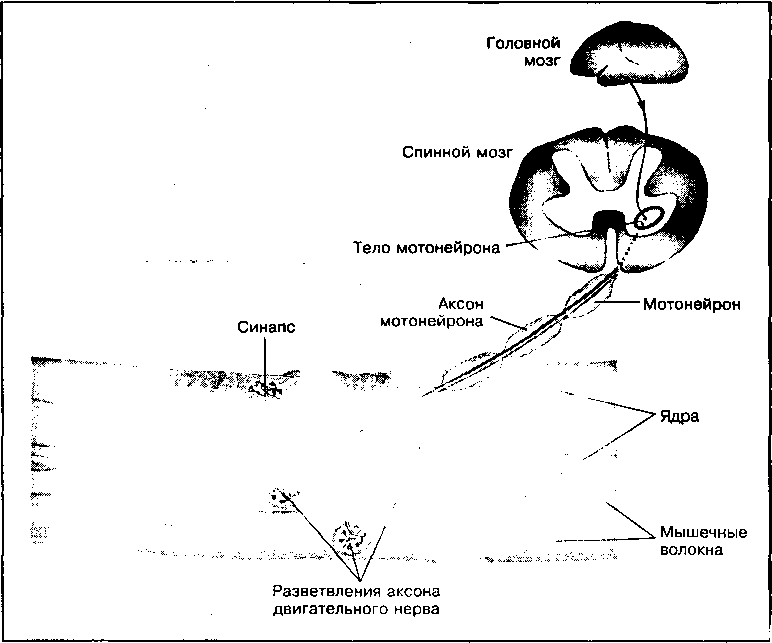 Головной
мозг
Спинной мозг
Тело мотонейрона
Аксон
мотонейрона
Мотонейрон
Синапс
Ядра
Мышечные
волокна
Разветвления аксона
двигательного нерва